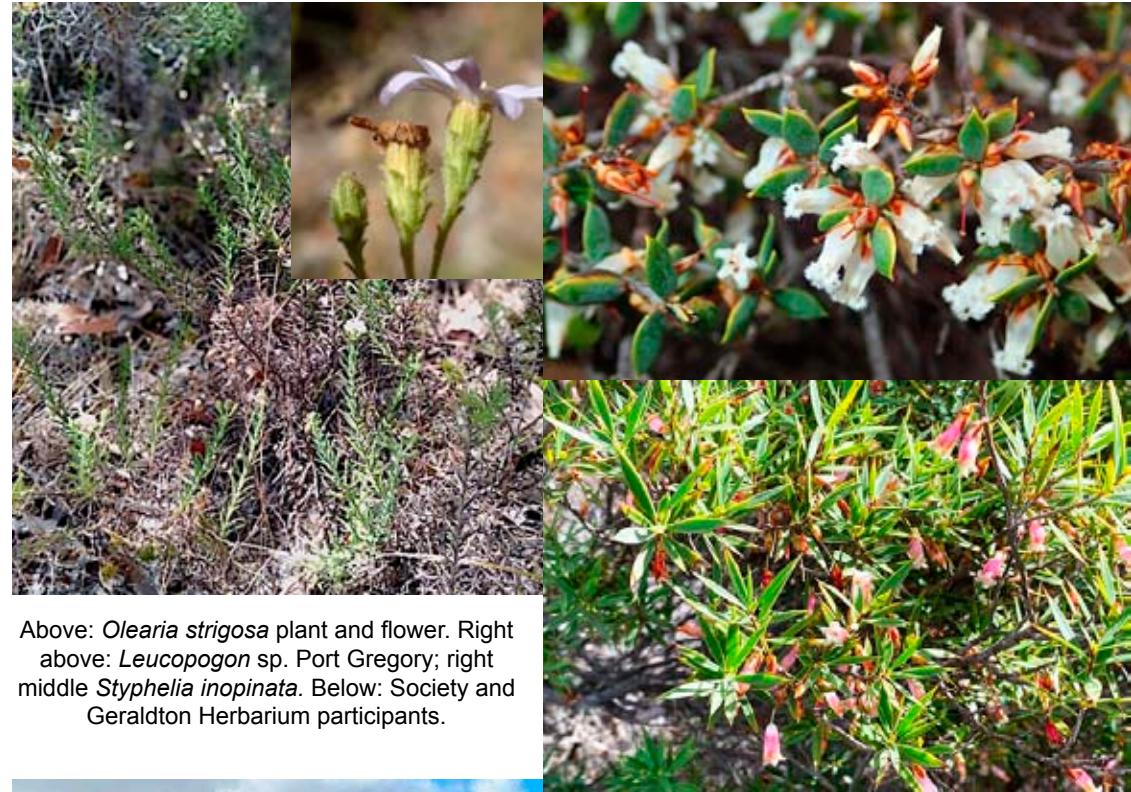 Above: Olearia strigosa plant and flower. Right
above: Leucopogon sp. Port Gregory; right
middle Styphelia inopinata. Below: Society and
Geraldton Herbarium participants.